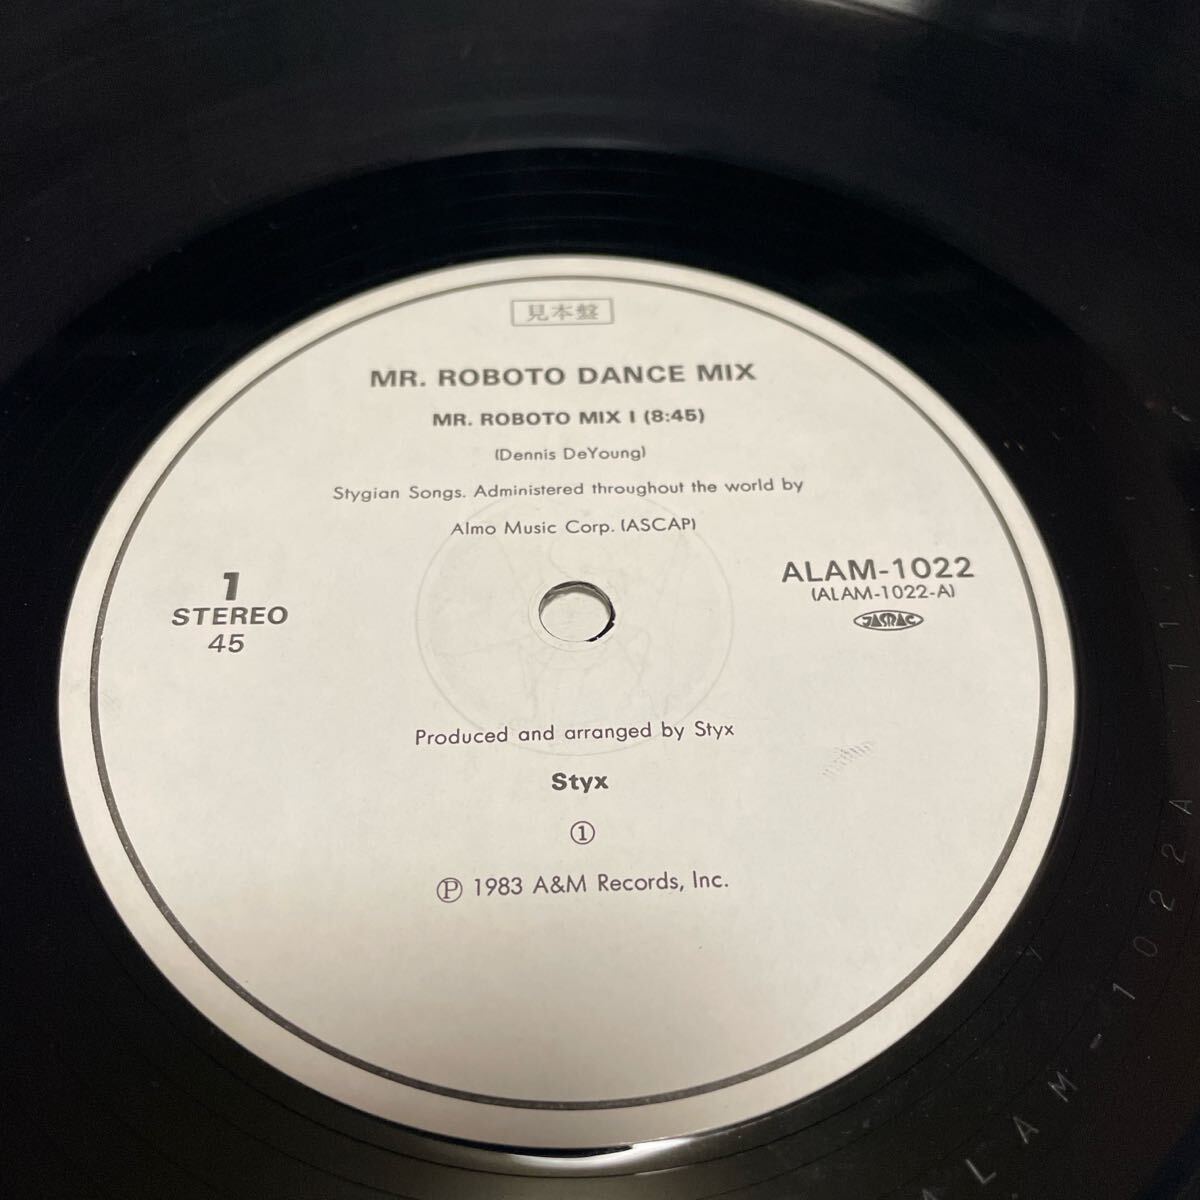 見本盤
MR. ROBOTO DANCE MIX
MR. ROBOTO MIX I (8:45)
(Dennis DeYoung)
Stygian Songs. Administered throughout the world by
Almo Music Corp. (ASCAP)
1
STEREO
45
ALAM-1022
(ALAM-1022-A)
JASRAC
Produced and arranged by Styx
Styx
①
Ⓟ 1983 A&M Records, Inc.
ALAM-1022A 11
Y